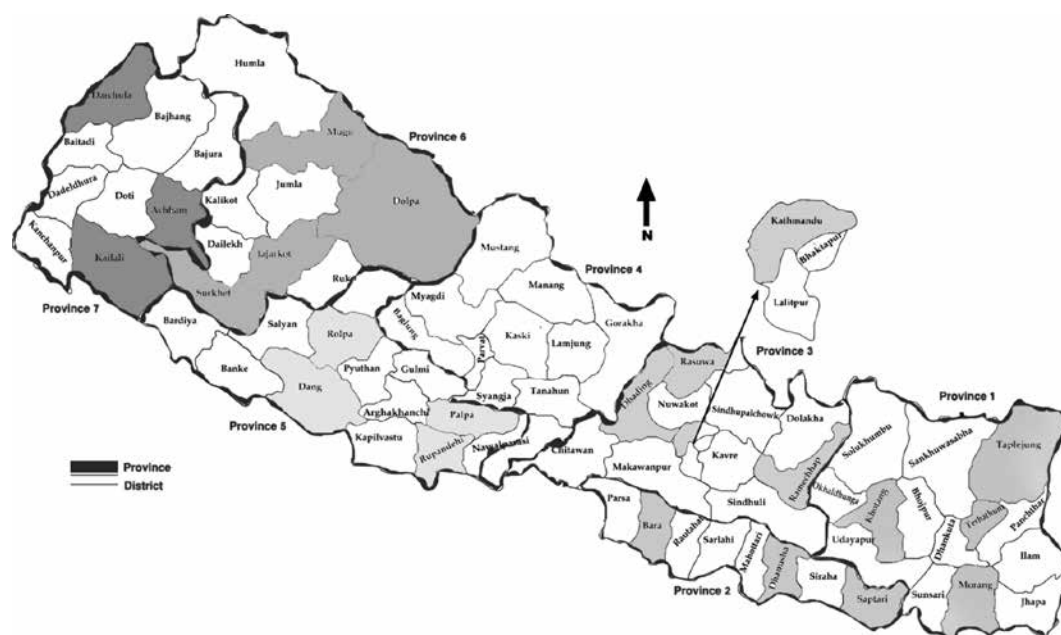 Humla
Darchula
Bajhang
Mugu
Province 6
Baitadi
Bajura
Dadeldhura
Doti
Achham
Kalikot
Jumla
Dolpa
Kanchanpur
Kailali
Dailekh
Jajarkot
Mustang
Kathmandu
Bhaktapur
N
Surkhet
Province 4
Province 7
Myagdi
Manang
Lalitpur
Bardiya
Salyan
Rolpa
Baglung
Parvat
Kaski
Lamjung
Gorakha
Province 3
Banke
Pyuthan
Gulmi
Rasuwa
Dang
Syangja
Tanahun
Dhading
Nuwakot
Sindhupalchowk
Dolakha
Province 1
Arghakhanchi
Palpa
Solukhumbu
Sankhuwasabha
Taplejung
Province 5
Kapilvastu
Rupandehi
Nawalparasi
Chitawan
Kavre
Ramechhap
Province
District
Makawanpur
Okhaldhunga
Khotang
Bhojpur
Terhathum
Panchthar
Parsa
Bara
Rautahat
Sindhuli
Sarlahi
Mahottari
Udayapur
Dhankuta
Ilam
Dhanusha
Siraha
Province 2
Saptari
Sunsari
Morang
Jhapa